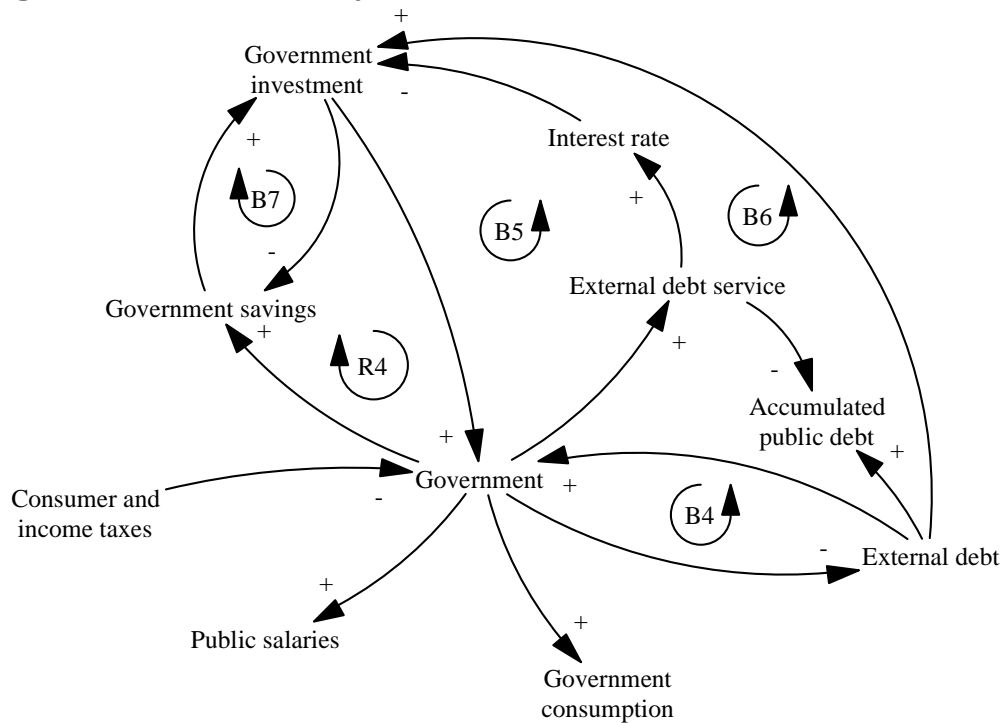 +
Government
investment
-
Interest rate
+
B7
+
B6
B5
-
External debt service
Government savings
+
+
R4
-
Accumulated
public debt
+
+
Government
+
-
Consumer and
income taxes
B4
-
External debt
+
Public salaries
+
Government
consumption